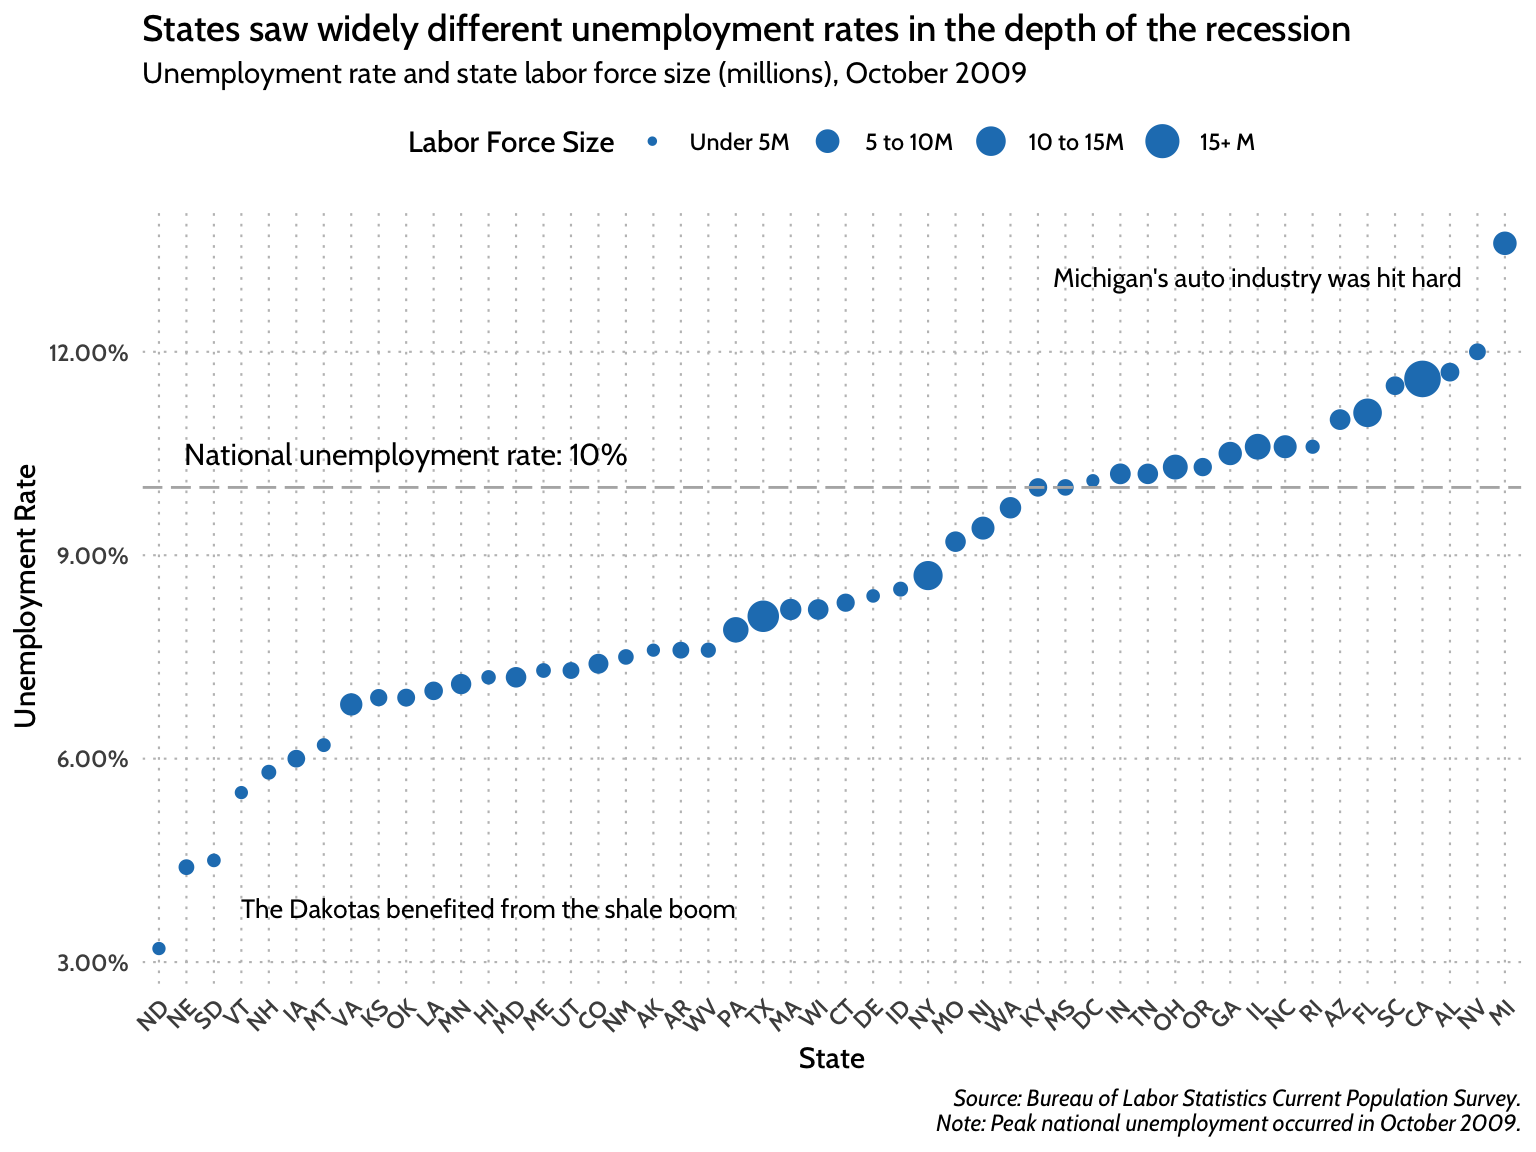 States saw widely different unemployment rates in the depth of the recession
Unemployment rate and state labor force size (millions), October 2009
Labor Force Size Under 5M 5 to 10M 10 to 15M 15+ M
Michigan's auto industry was hit hard
12.00%
National unemployment rate: 10%
9.00%
Unemployment Rate
6.00%
The Dakotas benefited from the shale boom
3.00%
ND NE SD VT NH IA MT VA KS OK LA MN HI MD ME UT CO NM AK AR WV PA TX MA WI CT DE ID NY MO NJ WA KY MS DC IN TN OH OR GA IL NC RI AZ FL SC CA AL NV MI
State
Source: Bureau of Labor Statistics Current Population Survey.
Note: Peak national unemployment occurred in October 2009.